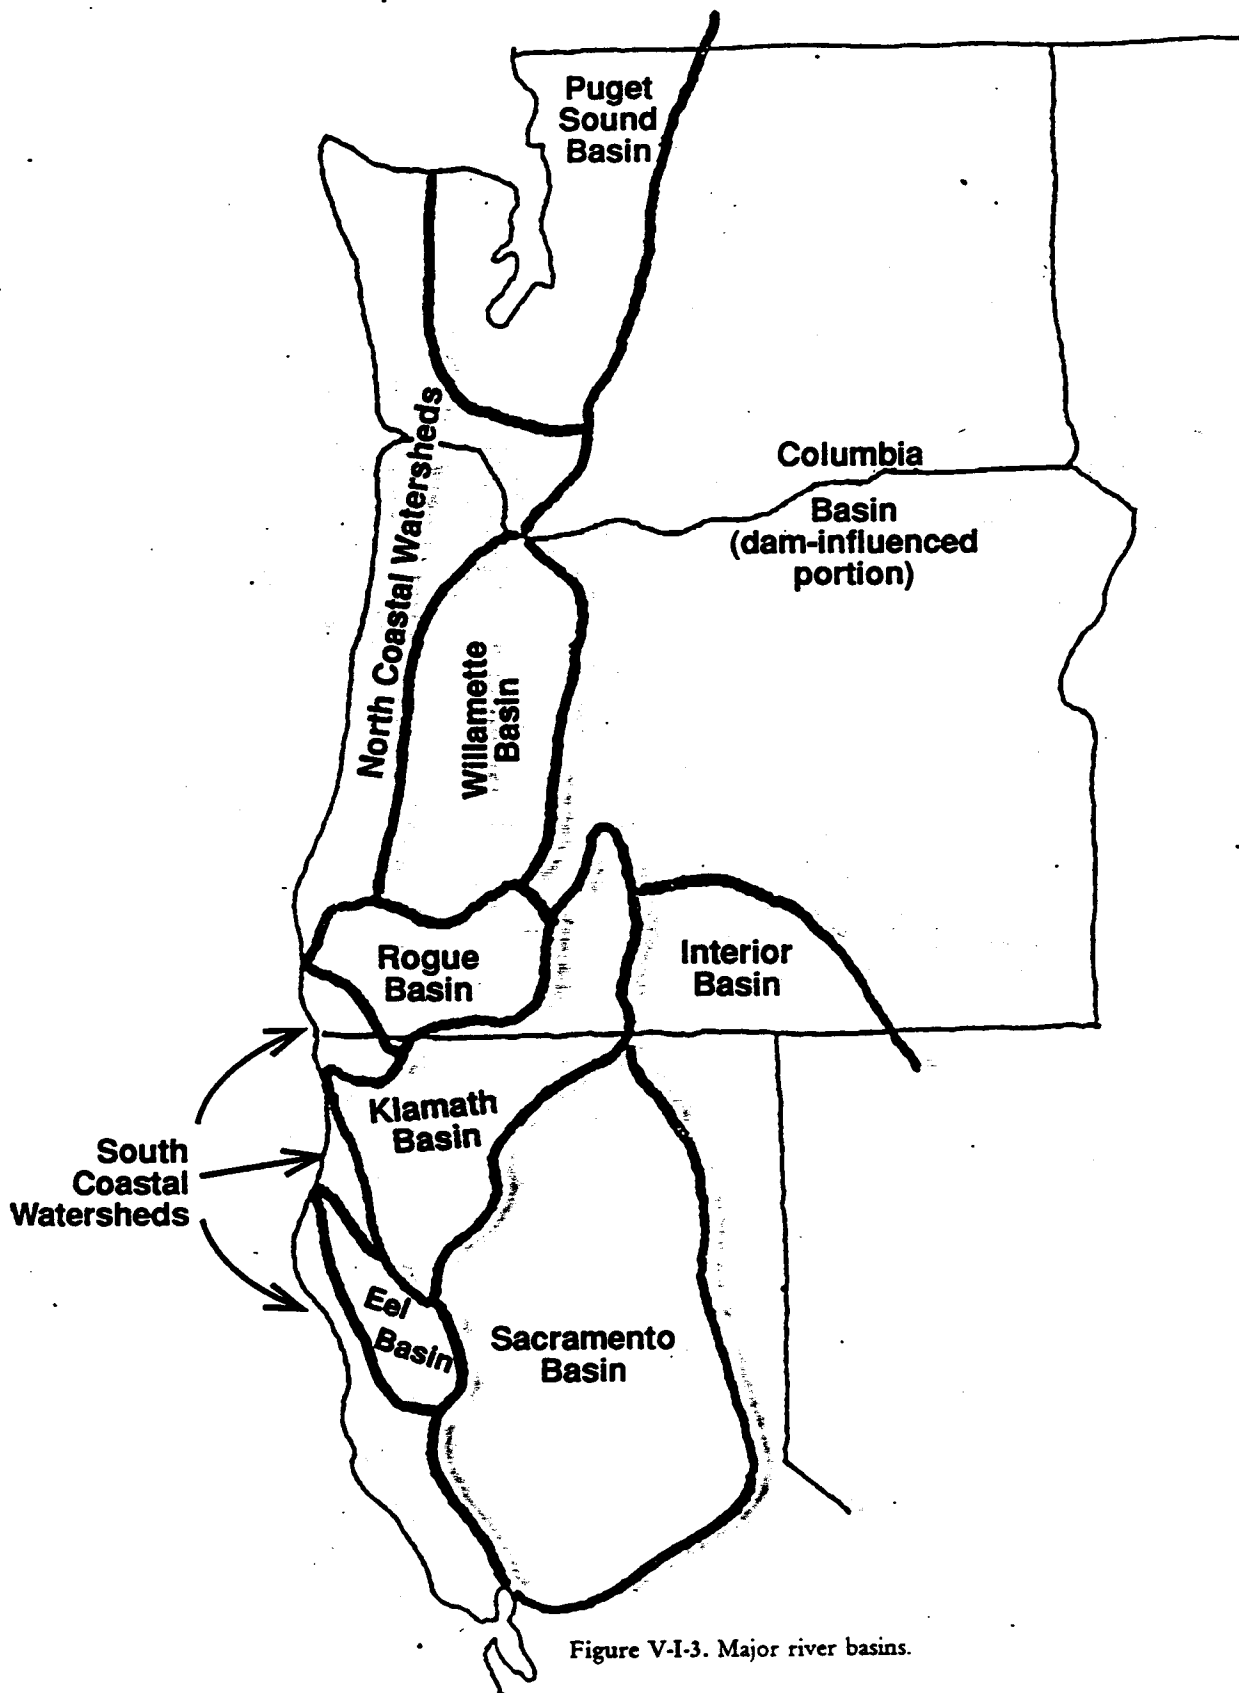 Puget
Sound
Basin
Columbia
Basin
(dam-influenced
portion)
North Coastal Watersheds
Willamette
Basin
Rogue
Basin
Interior
Basin
Klamath
Basin
South
Coastal
Watersheds
Eel
Basin
Sacramento
Basin
Figure V-I-3. Major river basins.